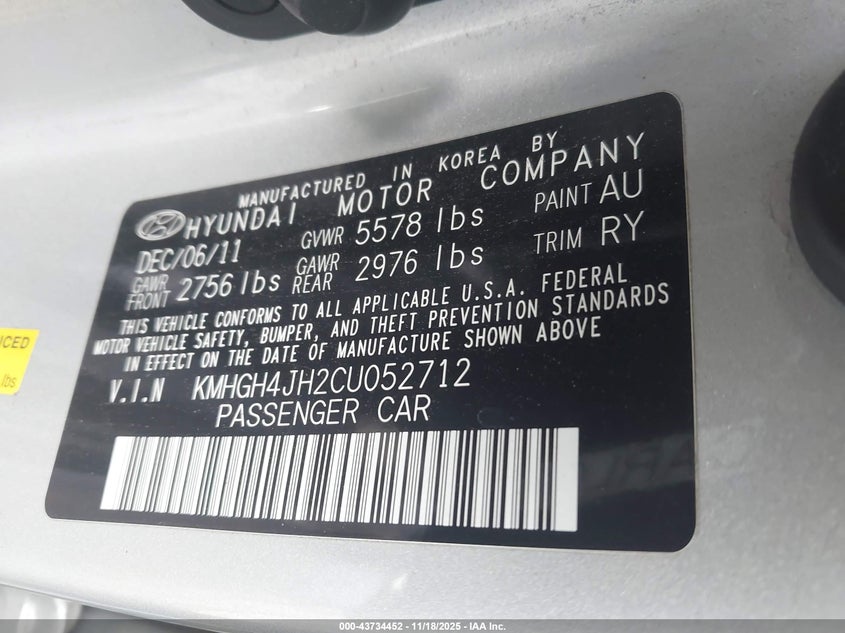 MANUFACTURED IN KOREA BY
HYUNDAI MOTOR COMPANY
DEC/06/11 GVWR 5578 lbs PAINT AU
GAWR FRONT 2756 lbs GAWR REAR 2976 lbs TRIM RY
THIS VEHICLE CONFORMS TO ALL APPLICABLE U.S.A. FEDERAL
MOTOR VEHICLE SAFETY, BUMPER, AND THEFT PREVENTION STANDARDS
IN EFFECT ON THE DATE OF MANUFACTURE SHOWN ABOVE
V.I.N KMHGH4JH2CU052712
PASSENGER CAR
lbs
000-43734452 - 11/18/2025 - IAA Inc.